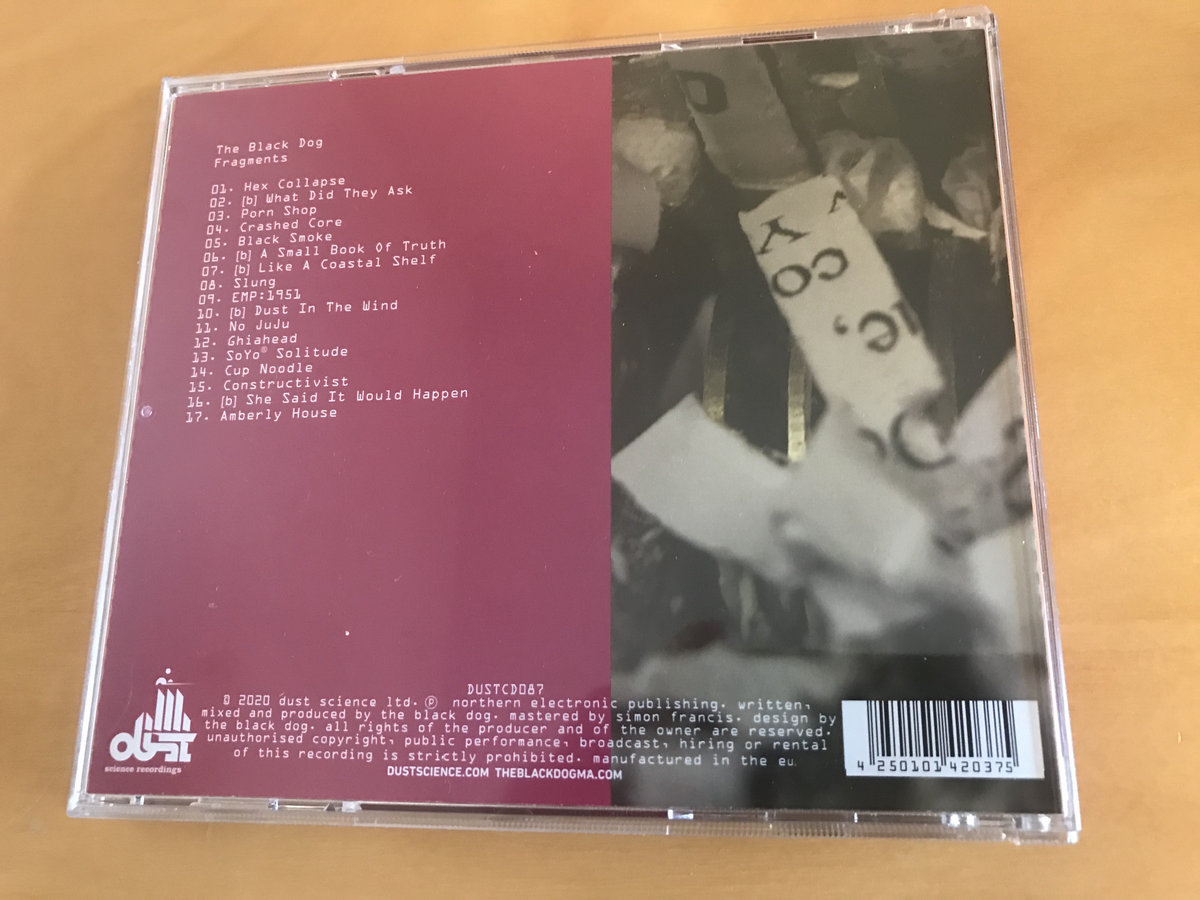 The Black Dog
Fragments
01. Hex Collapse
02. [b] What Did They Ask
03. Porn Shop
04. Crashed Core
05. Black Smoke
06. [b] A Small Book Of Truth
07. [b] Like A Coastal Shelf
08. Slung
09. EMP:1951
10. [b] Dust In The Wind
11. No JuJu
12. Ghiahead
13. SoYo® Solitude
14. Cup Noodle
15. Constructivist
16. [b] She Said It Would Happen
17. Amberly House
Y
co
le,
DUSTCD087
© 2020 dust science ltd. ℗ northern electronic publishing. written,
mixed and produced by the black dog. mastered by simon francis. design by
the black dog. all rights of the producer and of the owner are reserved.
unauthorised copyright, public performance, broadcast, hiring or rental
of this recording is strictly prohibited. manufactured in the eu.
DUSTSCIENCE.COM THEBLACKDOGMA.COM
dust
science recordings
4 250101 420375